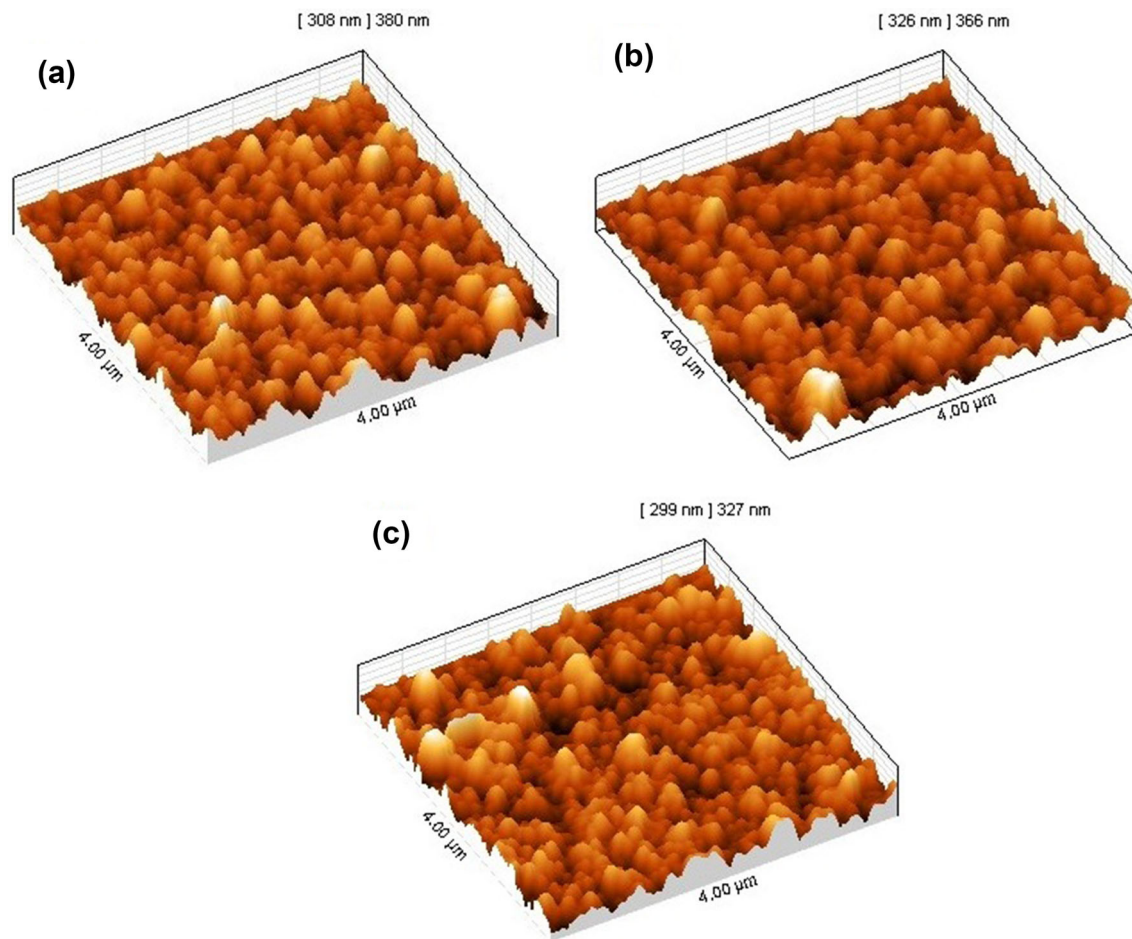 [ 308 nm ] 380 nm
[ 326 nm ] 366 nm
(a)
(b)
4.00 µm
4.00 µm
4.00 µm
4.00 µm
[ 299 nm ] 327 nm
(c)
4.00 µm
4.00 µm